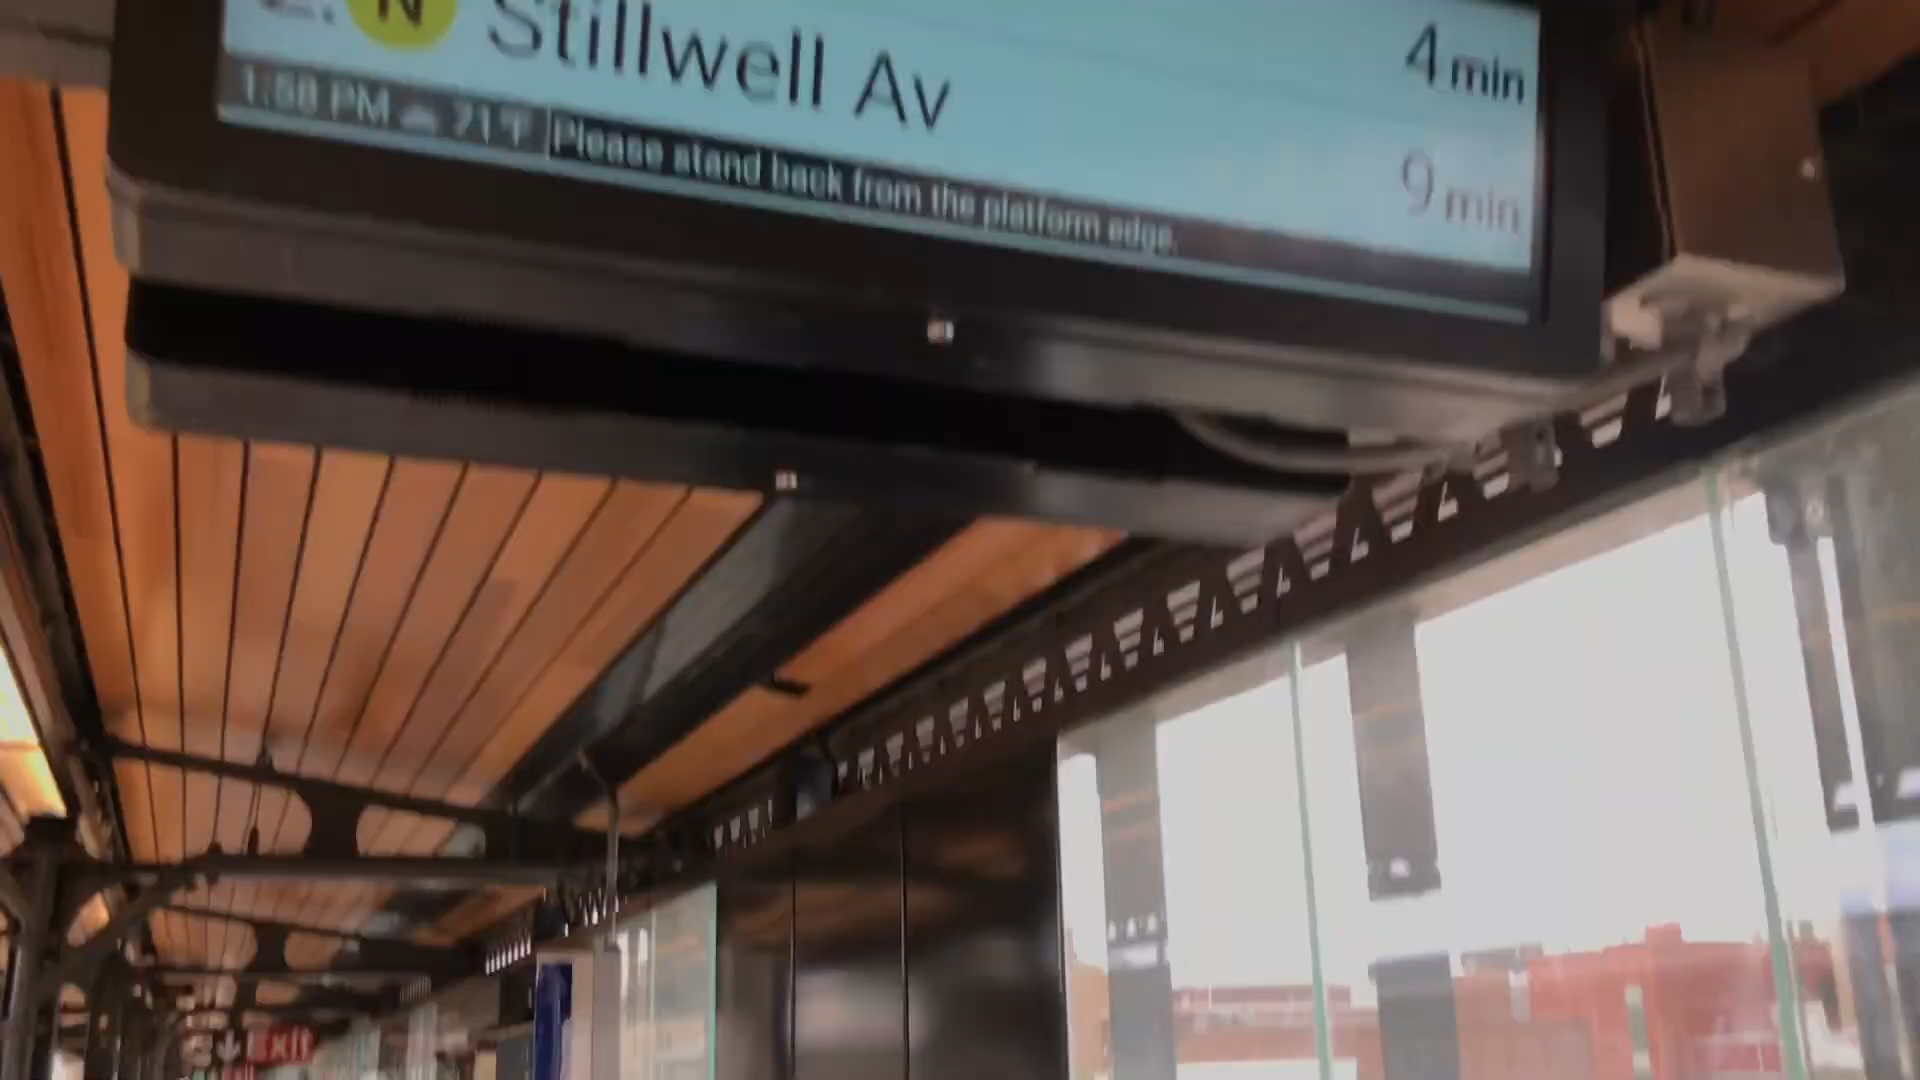 N Stillwell Av 4 min
9 min
1:58 PM 71°F Please stand back from the platform edge.
Exit